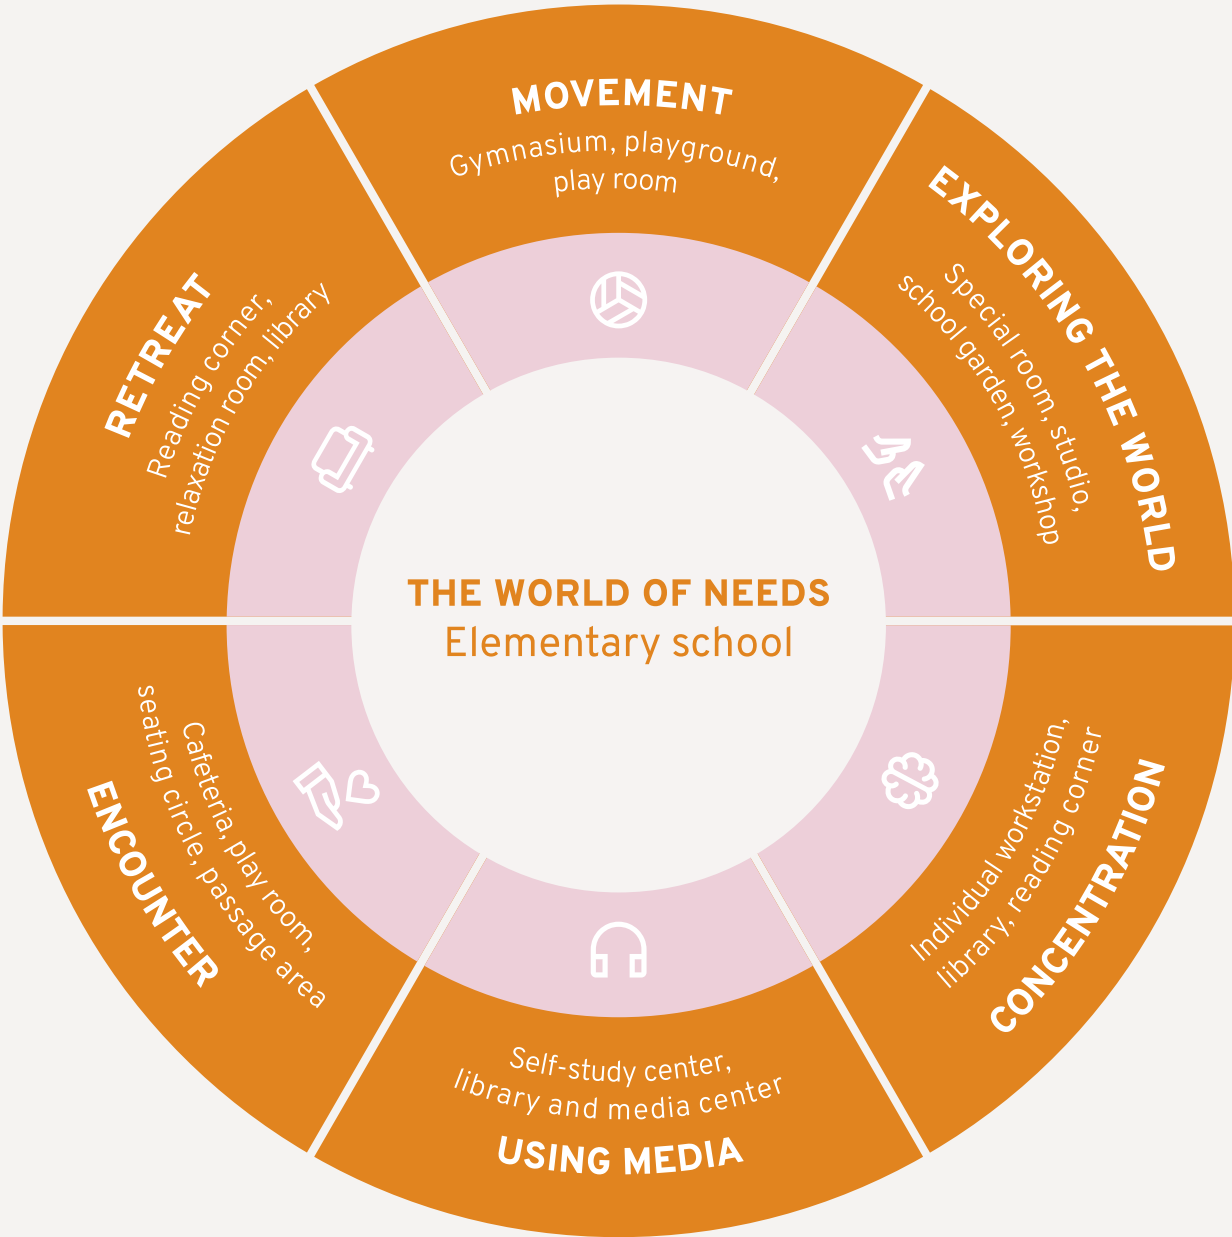 THE WORLD OF NEEDS
Elementary school
MOVEMENT
Gymnasium, playground,
play room
EXPLORING THE WORLD
Special room, studio,
school garden, workshop
Individual workstation,
library, reading corner
CONCENTRATION
Self-study center,
library and media center
USING MEDIA
Cafeteria, play room,
seating circle, passage area
ENCOUNTER
RETREAT
Reading corner,
relaxation room, library